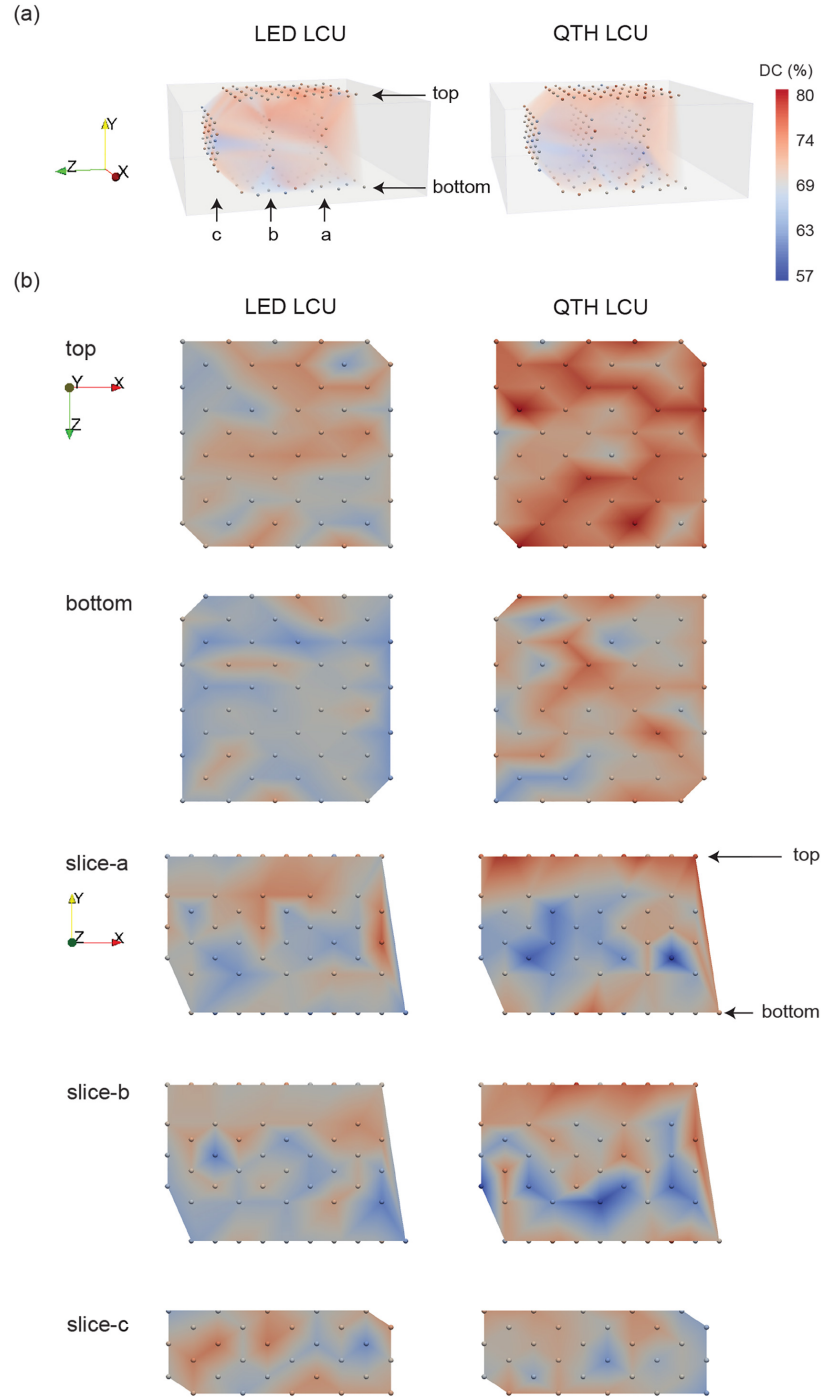 (a)
LED LCU
QTH LCU
DC (%)
top
80
Y
Z
X
74
69
bottom
63
c
b
a
57
(b)
LED LCU
QTH LCU
top
Y
X
Z
bottom
slice-a
top
Y
Z
X
bottom
slice-b
slice-c